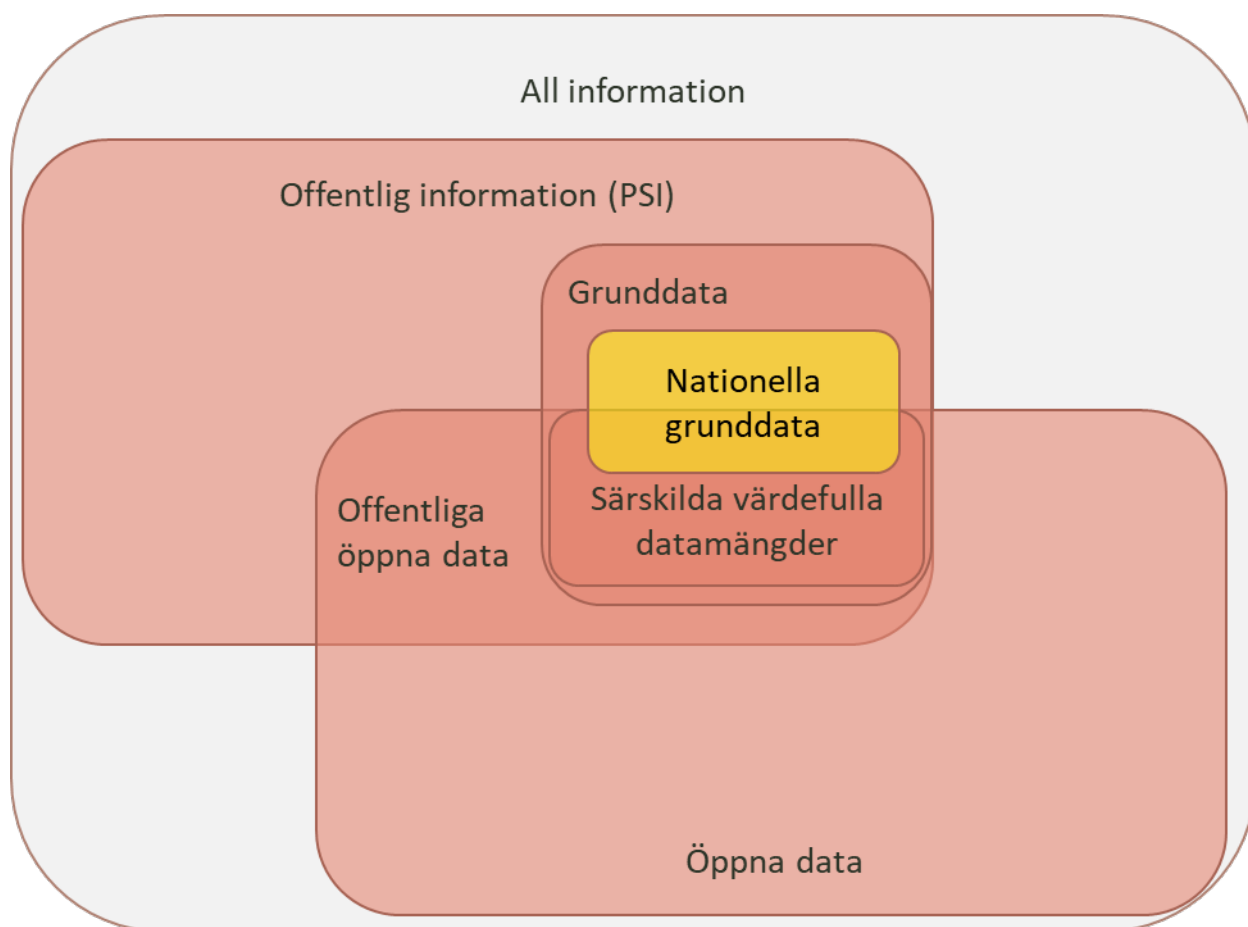 All information
Offentlig information (PSI)
Grunddata
Nationella
grunddata
Särskilda värdefulla
datamängder
Offentliga
öppna data
Öppna data